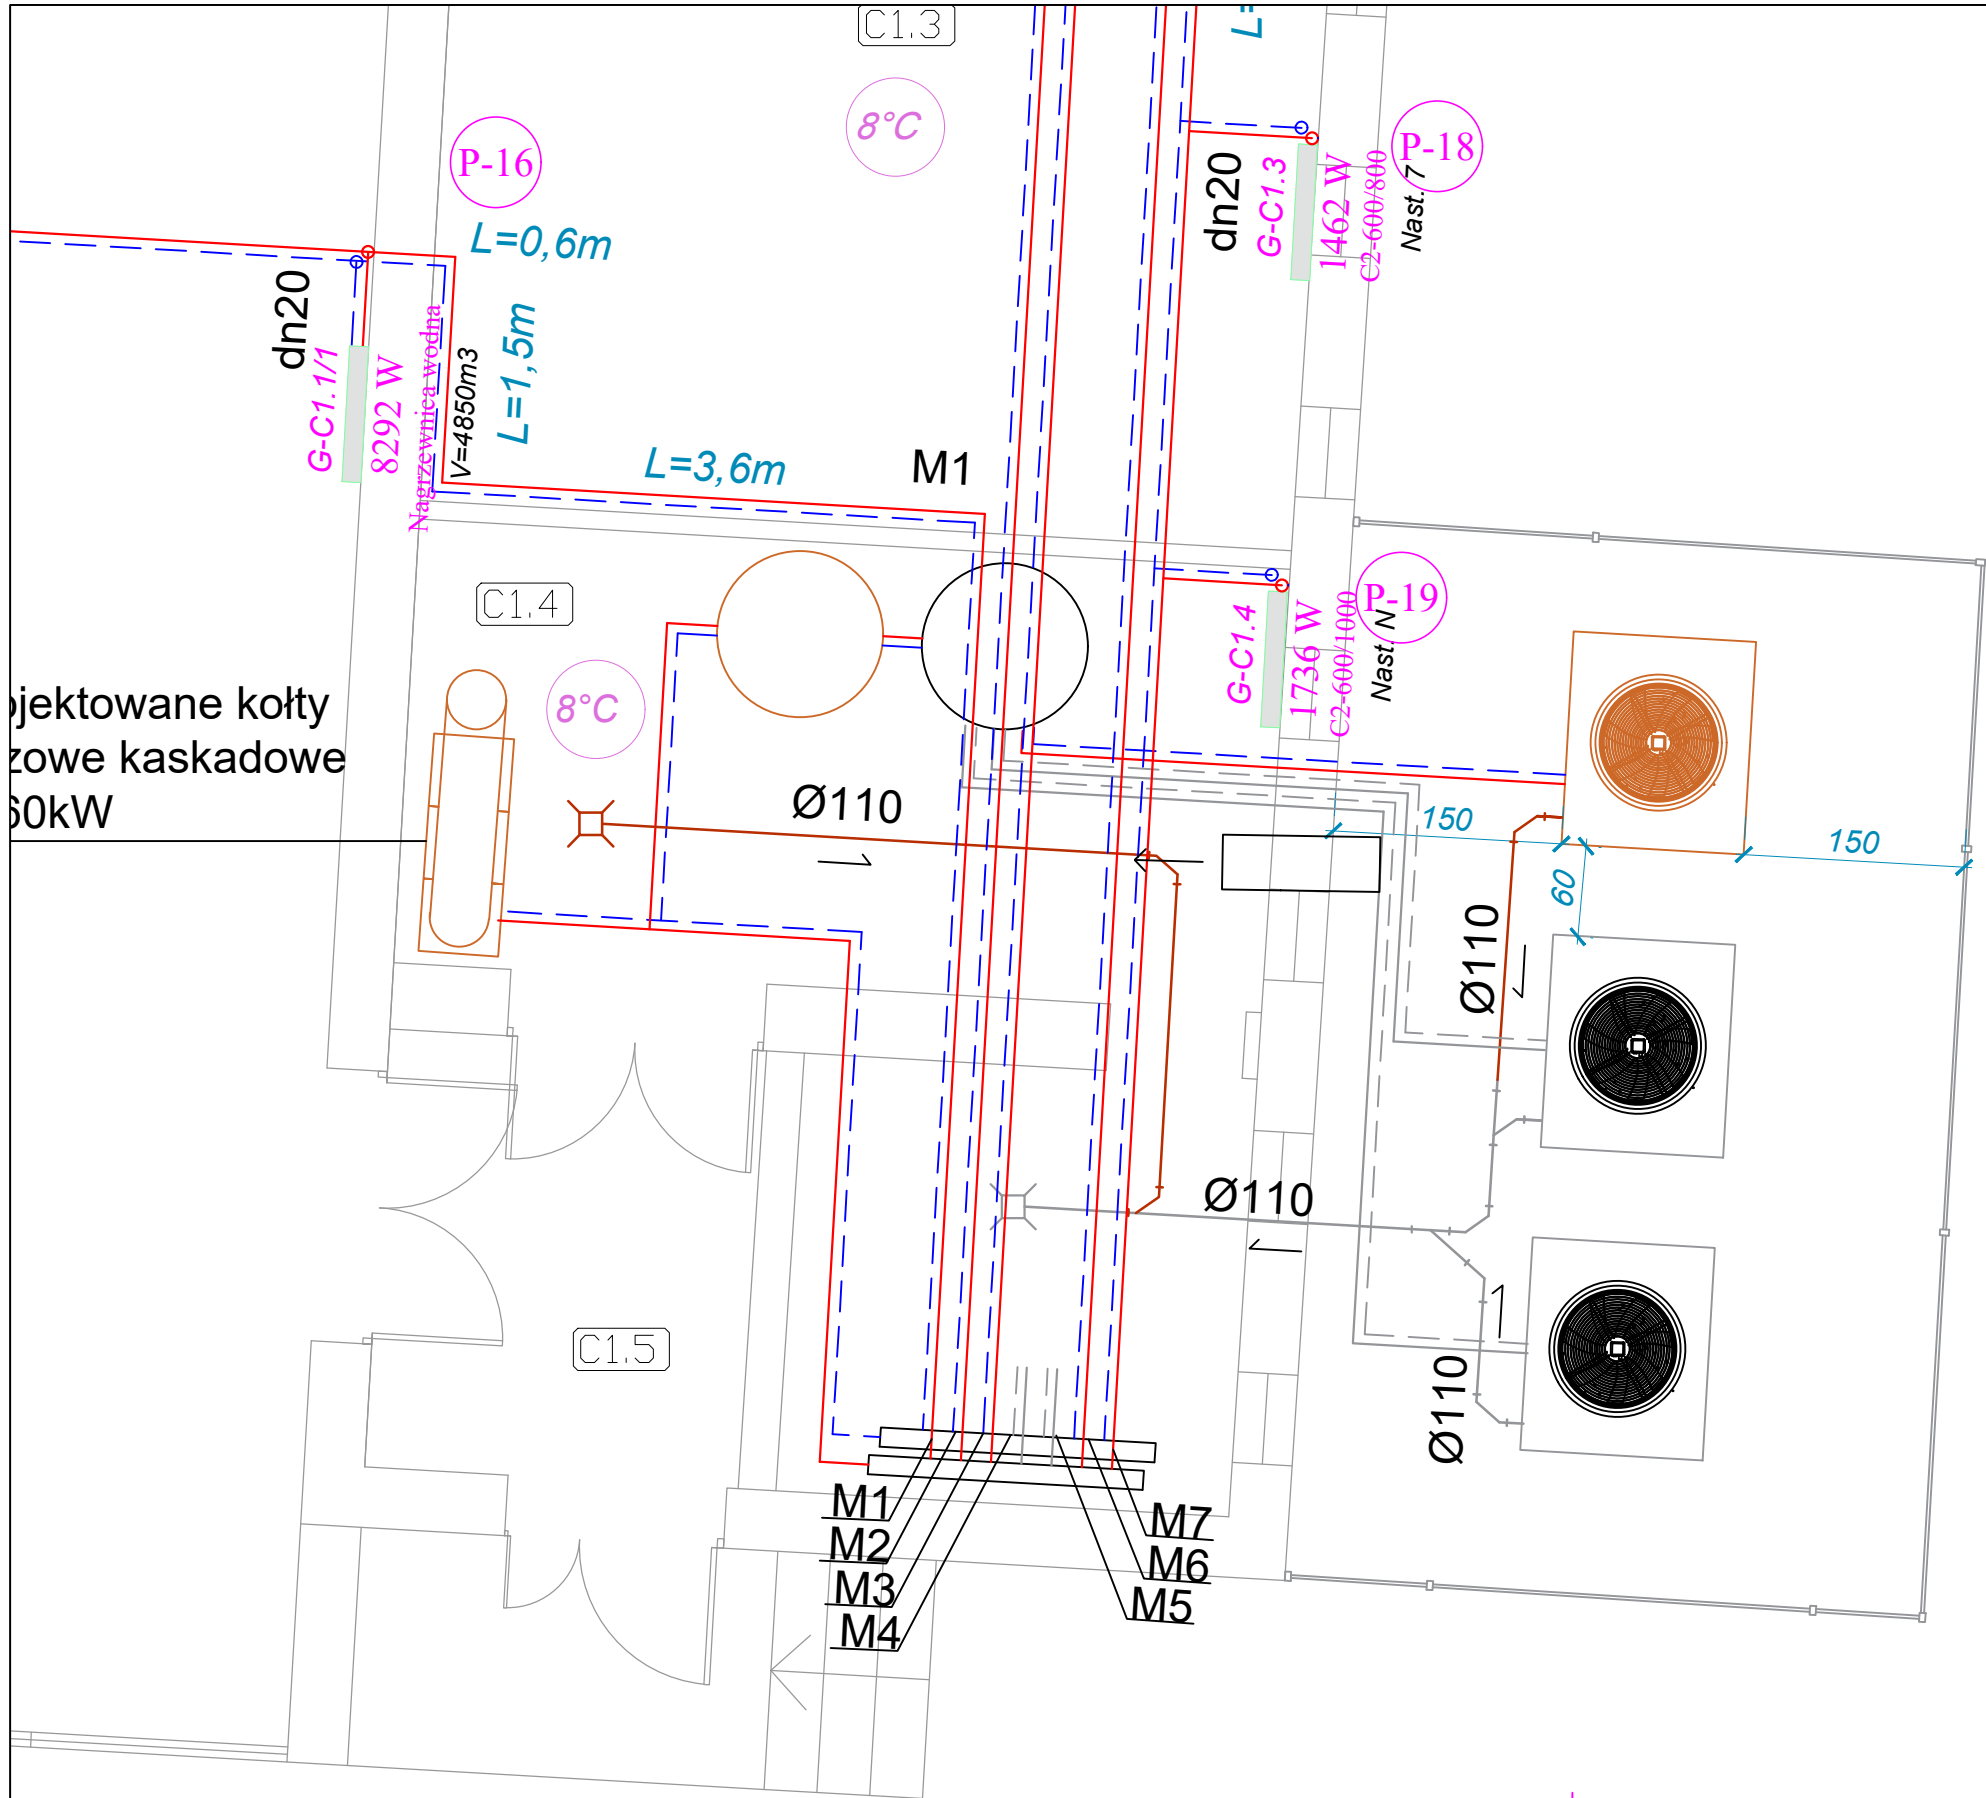 C1.3
8°C
P-16
L=0,6m
dn20
G-C1.1/1
8292 W
Nagrzewnica wodna
V=4850m3
L=1,5m
L=3,6m
M1
L=
dn20
G-C1.3
1462 W
C2-600/800
Nast. 7
P-18
C1.4
8°C
G-C1.4
1736 W
C2-600/1000
Nast. N
P-19
jektowane kołty
zowe kaskadowe
60kW
Ø110
150
150
60
Ø110
Ø110
C1.5
Ø110
M1
M2
M3
M4
M7
M6
M5